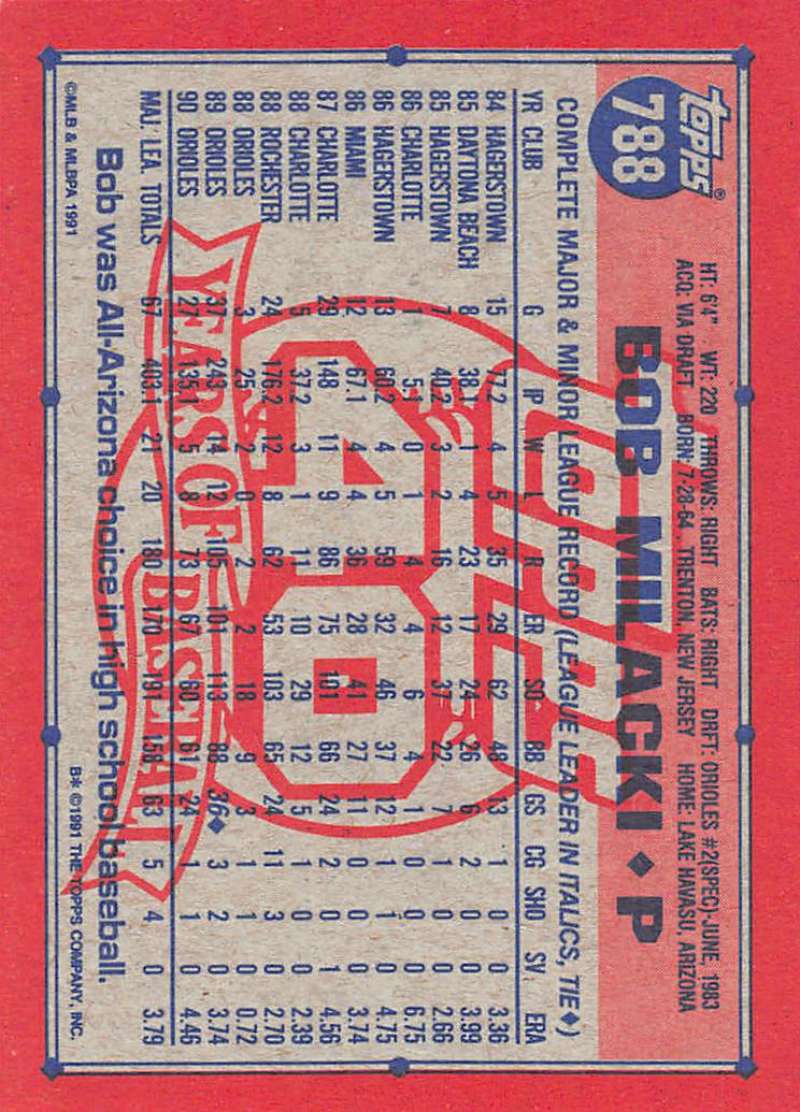 topps®
788
HT: 6'4" WT: 220 THROWS: RIGHT BATS: RIGHT DRFT: ORIOLES #2(SPEC)-JUNE, 1983
ACQ: VIA DRAFT BORN: 7-28-64, TRENTON, NEW JERSEY HOME: LAKE HAVASU, ARIZONA
BOB MILACKI ♦ P
COMPLETE MAJOR & MINOR LEAGUE RECORD (LEAGUE LEADER IN ITALICS, TIE♦)
YR CLUB G IP W L R ER SO BB GS CG SHO SV ERA
84 HAGERSTOWN 15 77.2 4 5 35 29 62 48 13 1 0 0 3.36
85 DAYTONA BEACH 8 38.1 1 4 23 17 24 26 6 2 0 0 3.99
85 HAGERSTOWN 7 40.2 3 2 16 12 37 22 7 1 0 0 2.66
86 CHARLOTTE 1 5.1 0 1 4 4 6 4 1 0 0 0 6.75
86 HAGERSTOWN 13 60.2 4 5 59 32 46 37 12 1 1 0 4.75
86 MIAMI 12 67.1 4 4 36 28 41 27 11 0 0 0 3.74
87 CHARLOTTE 29 148 11 9 86 75 101 66 24 2 0 1 4.56
88 CHARLOTTE 5 37.2 3 1 11 10 29 12 5 1 0 0 2.39
88 ROCHESTER 24 176.2 12 8 62 53 103 65 24 11 3 0 2.70
88 ORIOLES 3 25 2 0 2 2 18 9 3 1 1 0 0.72
89 ORIOLES 37 243 14 12 105 101 113 88 36♦ 3 2 0 3.74
90 ORIOLES 27 135.1 5 8 73 67 60 61 24 1 1 0 4.46
MAJ. LEA. TOTALS 67 403.1 21 20 180 170 191 158 63 5 4 0 3.79
topps
40
YEARS OF BASEBALL
Bob was All-Arizona choice in high school baseball.
©MLB & MLBPA 1991
B* ©1991 THE TOPPS COMPANY, INC.